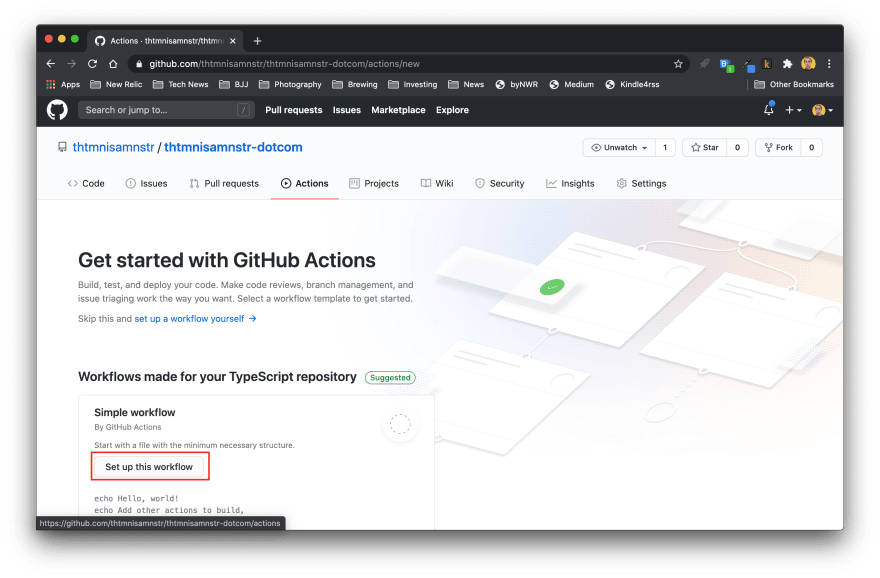 Actions · thtmnisamnstr/thtmni
github.com/thtmnisamnstr/thtmnisamnstr-dotcom/actions/new
Apps New Relic Tech News BJJ Photography Brewing Investing News byNWR Medium Kindle4rss Other Bookmarks
Search or jump to... / Pull requests Issues Marketplace Explore
thtmnisamnstr / thtmnisamnstr-dotcom Unwatch 1 Star 0 Fork 0
Code Issues Pull requests Actions Projects Wiki Security Insights Settings
Get started with GitHub Actions
Build, test, and deploy your code. Make code reviews, branch management, and
issue triaging work the way you want. Select a workflow template to get started.
Skip this and set up a workflow yourself →
Workflows made for your TypeScript repository Suggested
Simple workflow
By GitHub Actions
Start with a file with the minimum necessary structure.
Set up this workflow
echo Hello, world!
echo Add other actions to build,
https://github.com/thtmnisamnstr/thtmnisamnstr-dotcom/actions